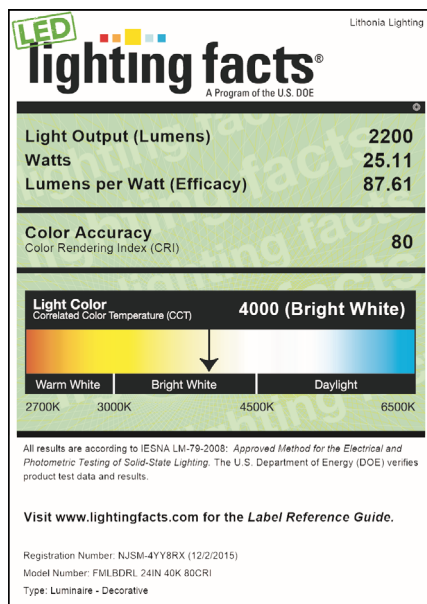 Lithonia Lighting
LED
lighting facts®
A Program of the U.S. DOE
Light Output (Lumens) 2200
Watts 25.11
Lumens per Watt (Efficacy) 87.61
Color Accuracy
Color Rendering Index (CRI) 80
Light Color
Correlated Color Temperature (CCT) 4000 (Bright White)
Warm White Bright White Daylight
2700K 3000K 4500K 6500K
All results are according to IESNA LM-79-2008: Approved Method for the Electrical and
Photometric Testing of Solid-State Lighting. The U.S. Department of Energy (DOE) verifies
product test data and results.
Visit www.lightingfacts.com for the Label Reference Guide.
Registration Number: NJSM-4YY8RX (12/2/2015)
Model Number: FMLBDRL 24IN 40K 80CRI
Type: Luminaire - Decorative